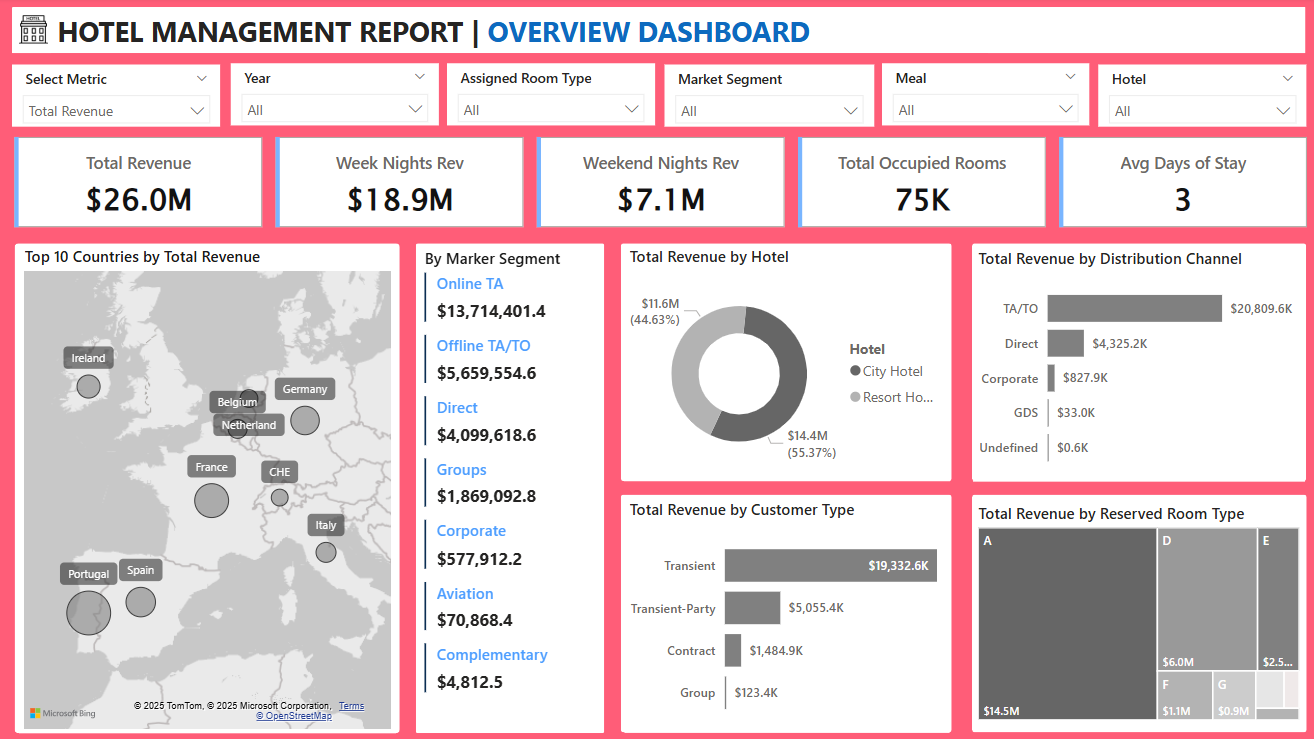 HOTEL
HOTEL MANAGEMENT REPORT | OVERVIEW DASHBOARD
Select Metric
Total Revenue
Year
All
Assigned Room Type
All
Market Segment
All
Meal
All
Hotel
All
Total Revenue
$26.0M
Week Nights Rev
$18.9M
Weekend Nights Rev
$7.1M
Total Occupied Rooms
75K
Avg Days of Stay
3
Top 10 Countries by Total Revenue
Ireland
Belgium
Germany
Netherland
France
CHE
Italy
Portugal
Spain
Microsoft Bing
© 2025 TomTom, © 2025 Microsoft Corporation, Terms
© OpenStreetMap
By Marker Segment
Online TA
$13,714,401.4
Offline TA/TO
$5,659,554.6
Direct
$4,099,618.6
Groups
$1,869,092.8
Corporate
$577,912.2
Aviation
$70,868.4
Complementary
$4,812.5
Total Revenue by Hotel
$11.6M
(44.63%)
$14.4M
(55.37%)
Hotel
City Hotel
Resort Ho...
Total Revenue by Distribution Channel
TA/TO $20,809.6K
Direct $4,325.2K
Corporate $827.9K
GDS $33.0K
Undefined $0.6K
Total Revenue by Customer Type
Transient $19,332.6K
Transient-Party $5,055.4K
Contract $1,484.9K
Group $123.4K
Total Revenue by Reserved Room Type
A
$14.5M
D
$6.0M
E
$2.5...
F
$1.1M
G
$0.9M